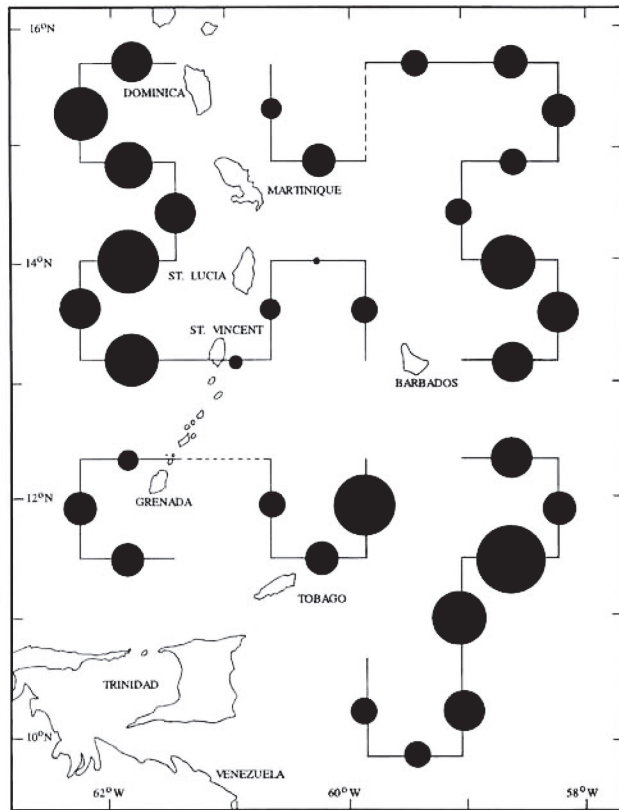 16°N
DOMINICA
MARTINIQUE
14°N
ST. LUCIA
ST. VINCENT
BARBADOS
12°N
GRENADA
TOBAGO
TRINIDAD
10°N
VENEZUELA
62°W
60°W
58°W